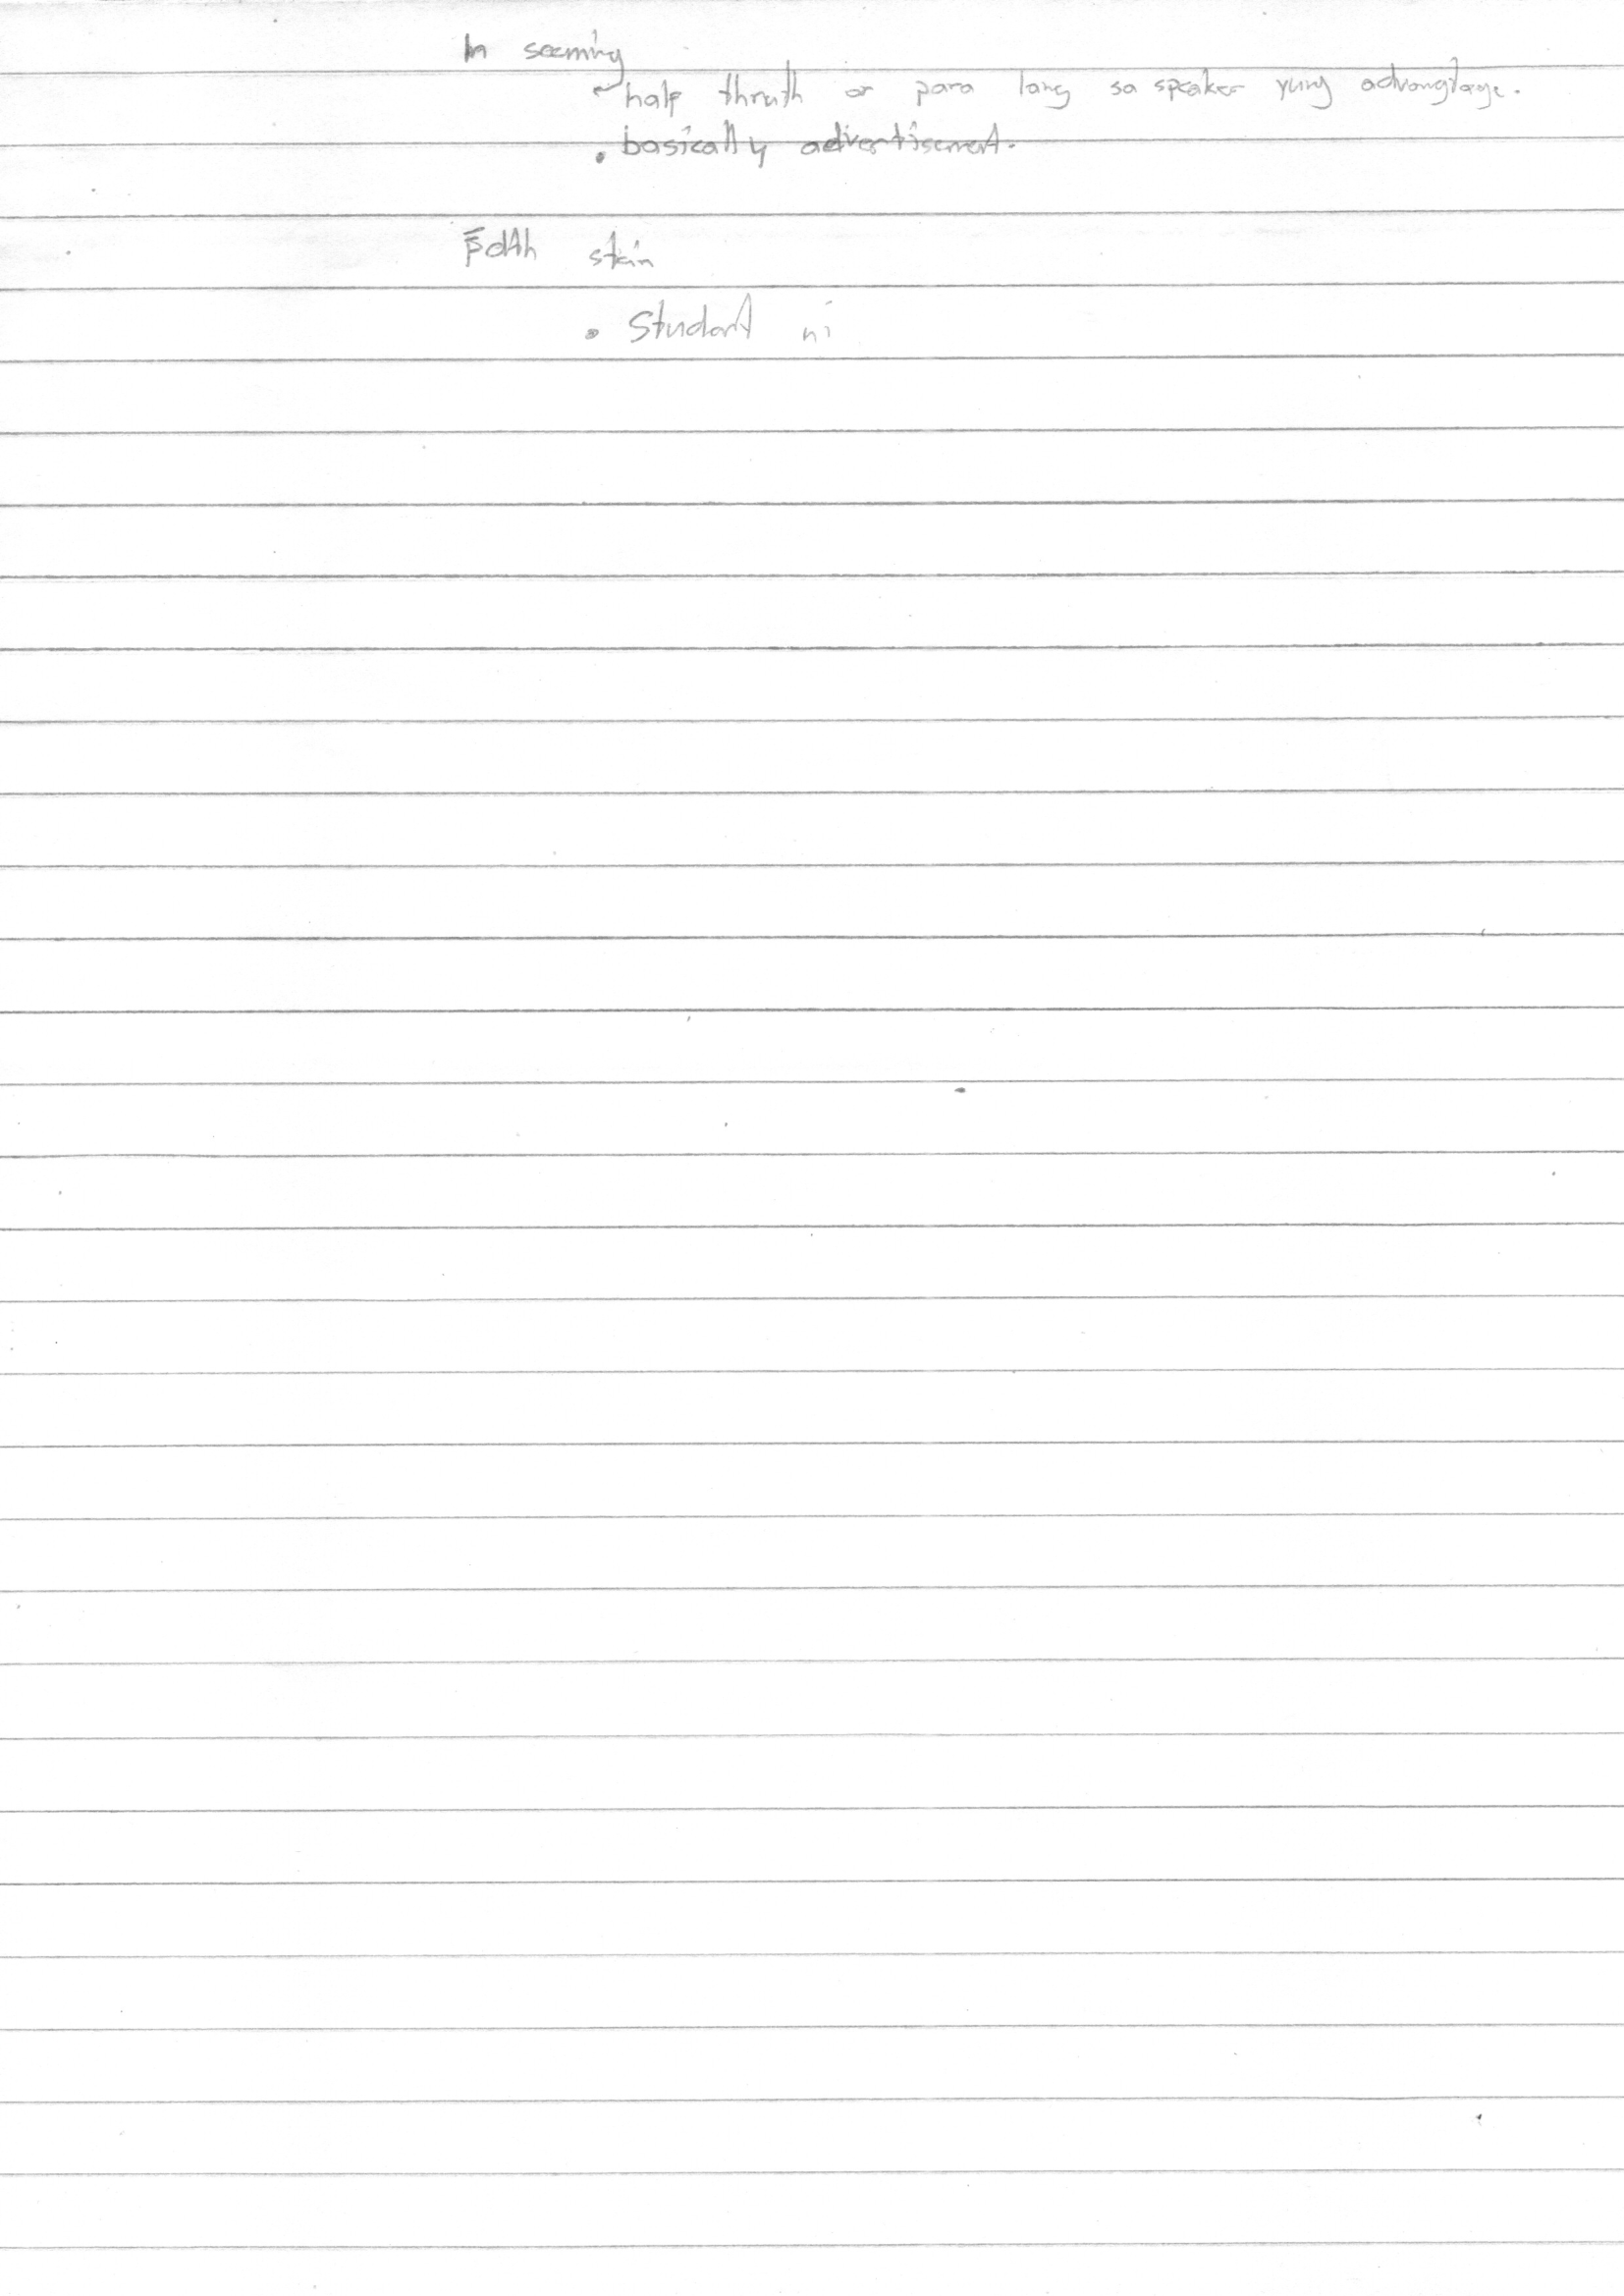 In seeming
- half thruth or para lang sa speaker yung advangtage.
• basically advertisement.
Edith stein
• Student ni